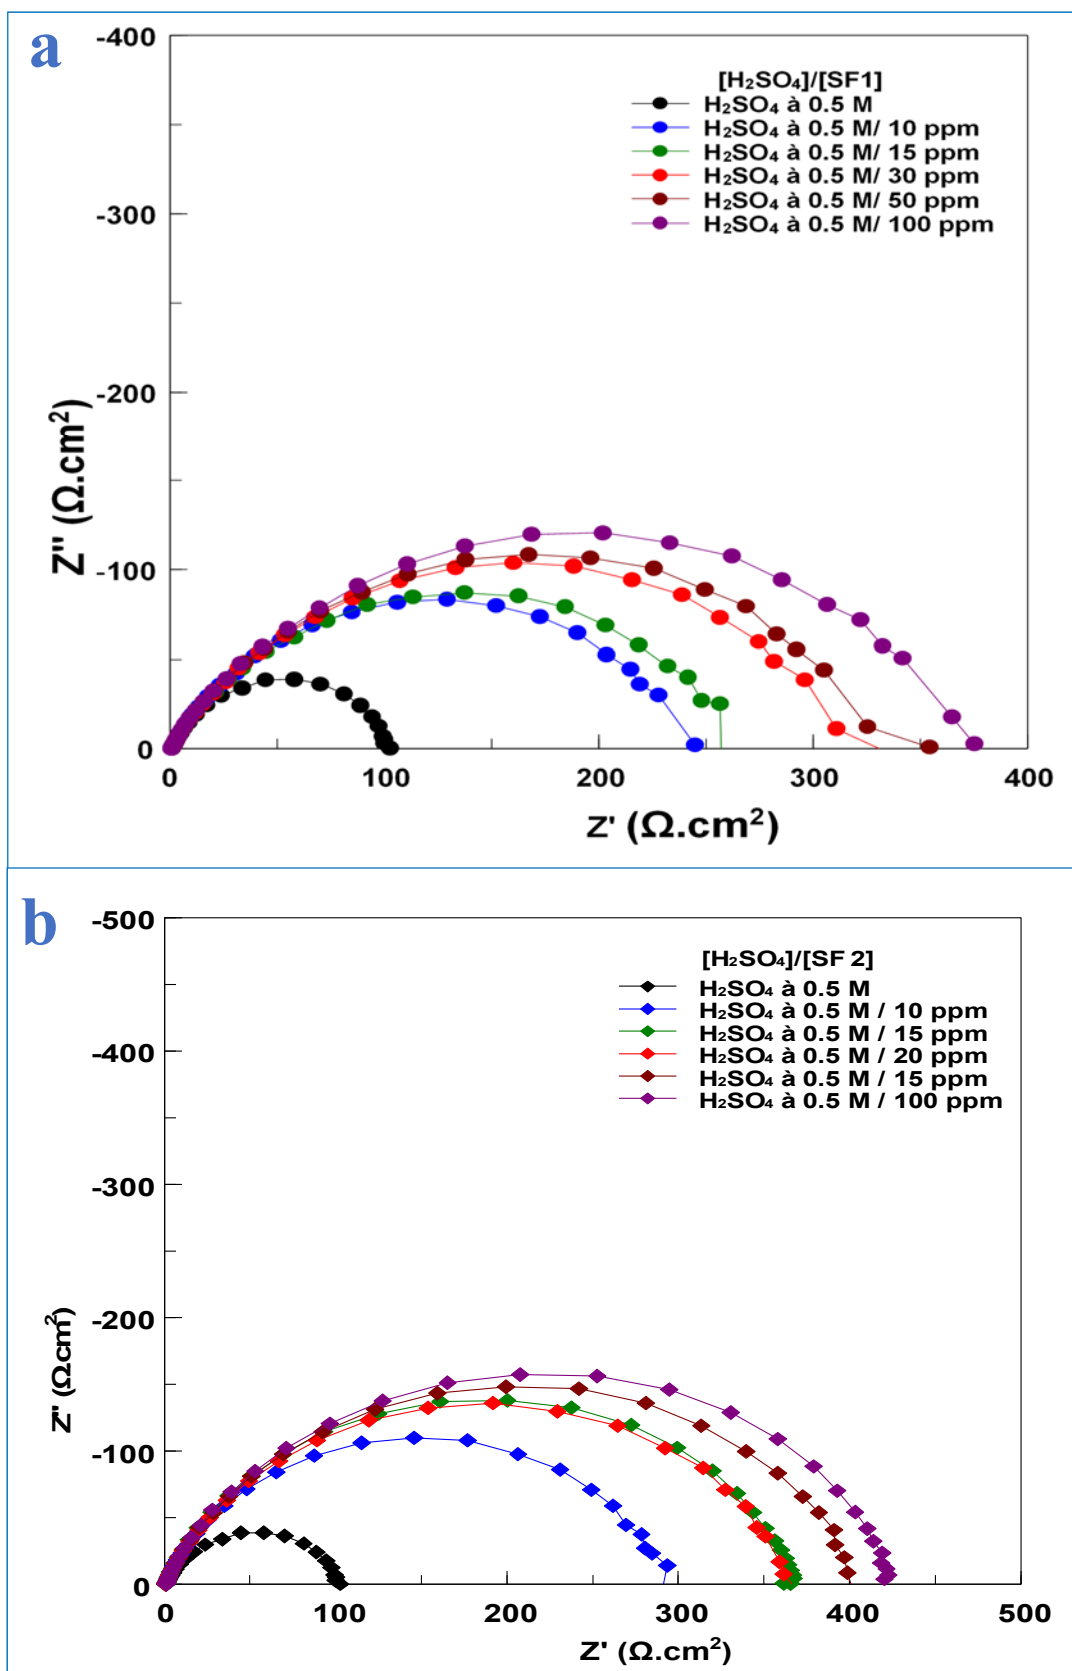 a
-400
-300
-200
-100
0
Z" (Ω.cm²)
[H₂SO₄]/[SF1]
H₂SO₄ à 0.5 M
H₂SO₄ à 0.5 M/ 10 ppm
H₂SO₄ à 0.5 M/ 15 ppm
H₂SO₄ à 0.5 M/ 30 ppm
H₂SO₄ à 0.5 M/ 50 ppm
H₂SO₄ à 0.5 M/ 100 ppm
0 100 200 300 400
Z' (Ω.cm²)
b
-500
-400
-300
-200
-100
0
Z' (Ω.cm²)
[H₂SO₄]/[SF 2]
H₂SO₄ à 0.5 M
H₂SO₄ à 0.5 M / 10 ppm
H₂SO₄ à 0.5 M / 15 ppm
H₂SO₄ à 0.5 M / 20 ppm
H₂SO₄ à 0.5 M / 15 ppm
H₂SO₄ à 0.5 M / 100 ppm
0 100 200 300 400 500
Z' (Ω.cm²)